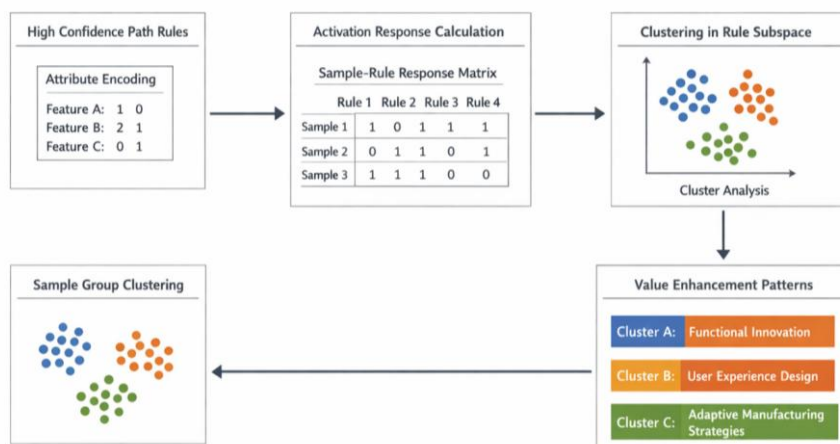 High Confidence Path Rules
Attribute Encoding
Feature A: 1 0
Feature B: 2 1
Feature C: 0 1
Activation Response Calculation
Sample-Rule Response Matrix
Rule 1 Rule 2 Rule 3 Rule 4
Sample 1 1 0 1 1 1
Sample 2 0 1 1 0 1
Sample 3 1 1 1 0 0
Clustering in Rule Subspace
Cluster Analysis
Sample Group Clustering
Value Enhancement Patterns
Cluster A: Functional Innovation
Cluster B: User Experience Design
Cluster C: Adaptive Manufacturing
Strategies